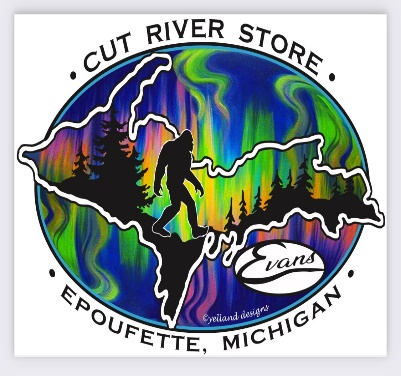 • CUT RIVER STORE •
Evans
©yeiland designs
• EPOUFETTE, MICHIGAN •